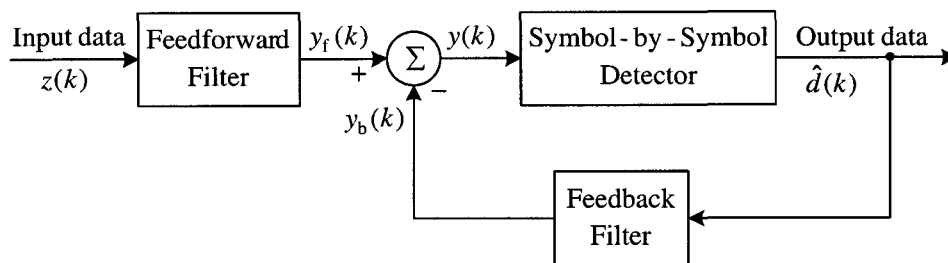 Input data
z(k)
Feedforward
Filter
y_f(k)
+
Σ
−
y(k)
Symbol-by-Symbol
Detector
Output data
d̂(k)
y_b(k)
Feedback
Filter